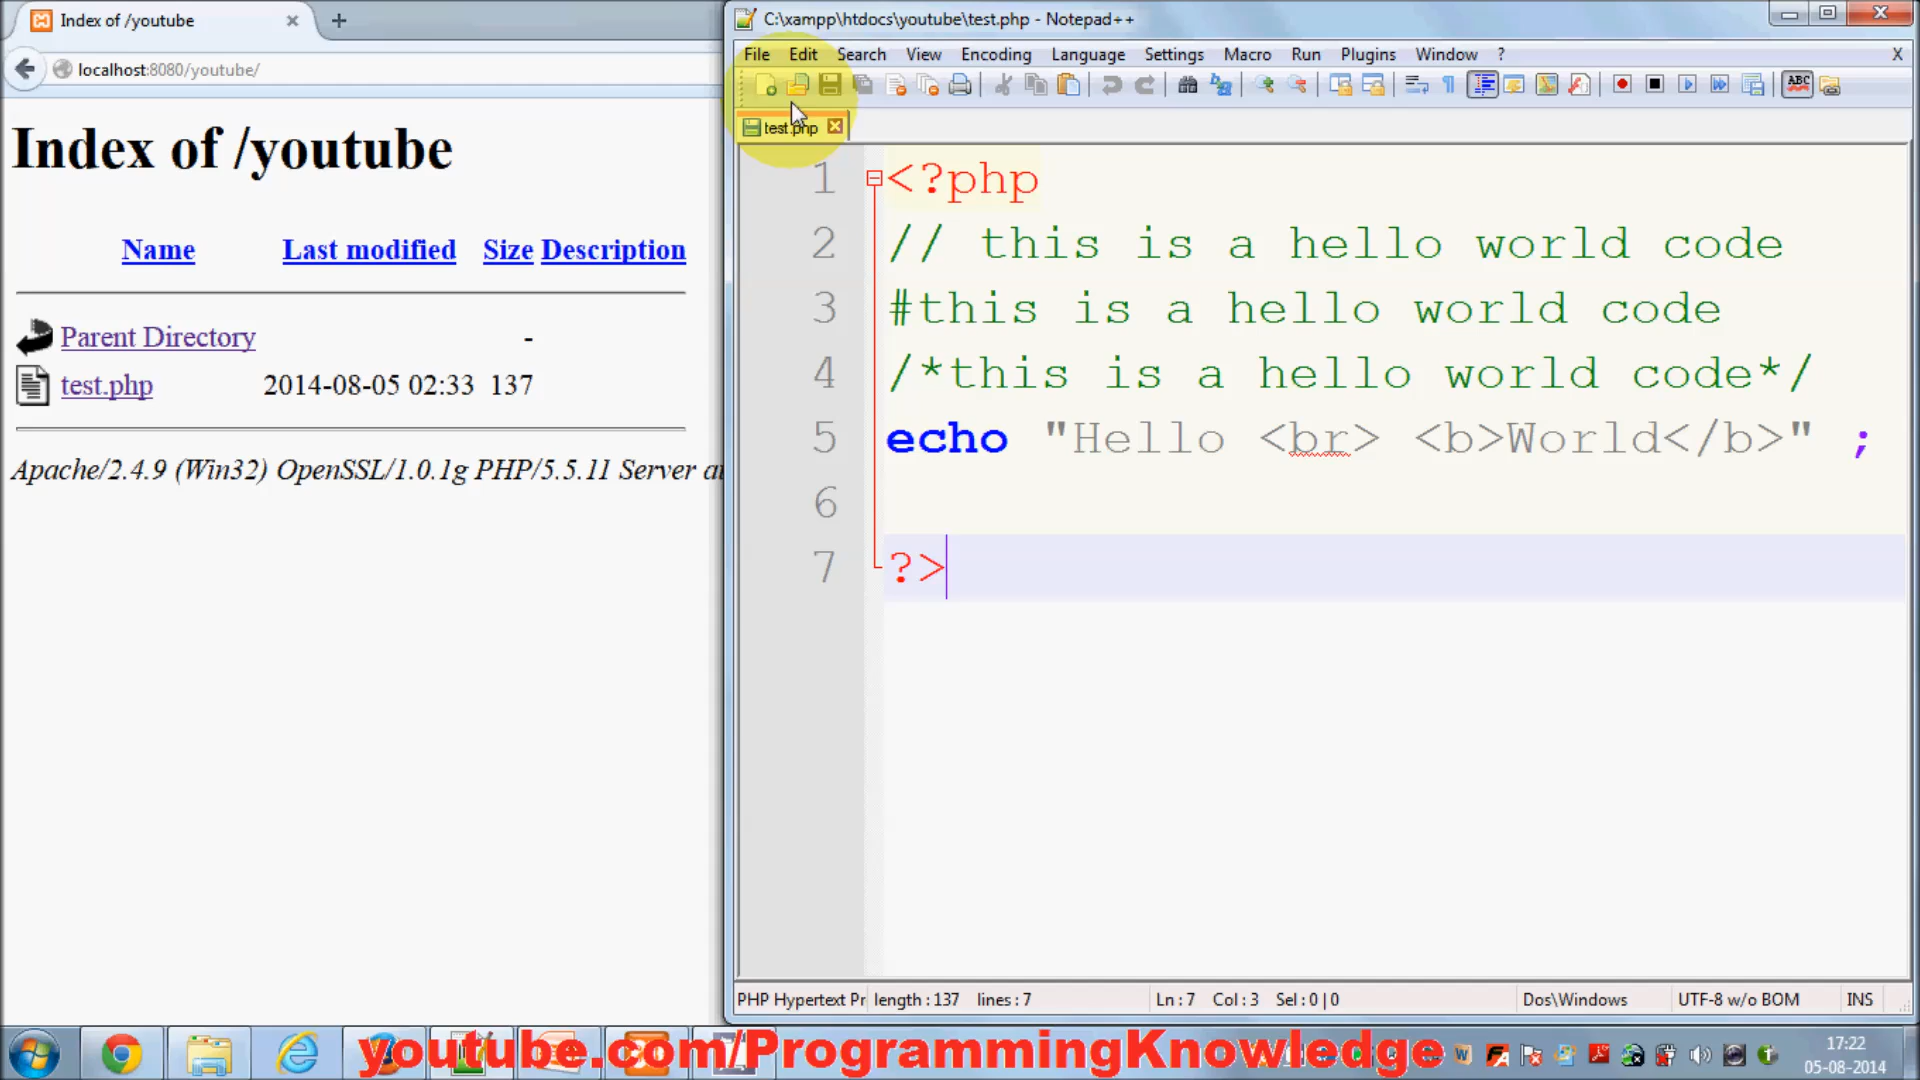 Index of /youtube
localhost:8080/youtube/
Index of /youtube
Name Last modified Size Description
Parent Directory -
test.php 2014-08-05 02:33 137
Apache/2.4.9 (Win32) OpenSSL/1.0.1g PHP/5.5.11 Server at
C:\xampp\htdocs\youtube\test.php - Notepad++
File Edit Search View Encoding Language Settings Macro Run Plugins Window ? X
ABC
test.php
1 <?php
2 // this is a hello world code
3 #this is a hello world code
4 /*this is a hello world code*/
5 echo "Hello <br> <b>World</b>" ;
6
7 ?>
PHP Hypertext Pr length : 137 lines : 7 Ln : 7 Col : 3 Sel : 0 | 0 Dos\Windows UTF-8 w/o BOM INS
youtube.com/ProgrammingKnowledge
17:22
05-08-2014